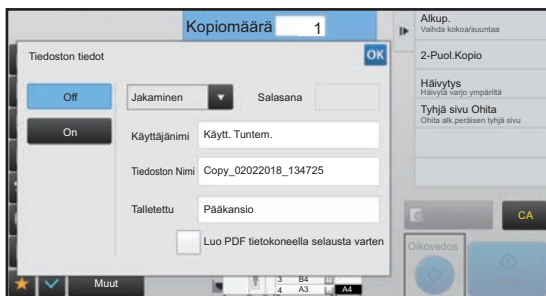 Kopiomäärä 1
Tiedoston tiedot
OK
Off
Jakaminen
Salasana
On
Käyttäjänimi
Käytt. Tuntem.
Tiedoston Nimi
Copy_02022018_134725
Talletettu
Pääkansio
Luo PDF tietokoneella selausta varten
Muut
3 B4
4 A3
A4
Alkup.
Vaihda kokoa/suuntaa
2-Puol.Kopio
Häivytys
Häivytä varjo ympäriltä
Tyhjä sivu Ohita
Ohita alk.peräisen tyhjä sivu
CA
Oikovedos